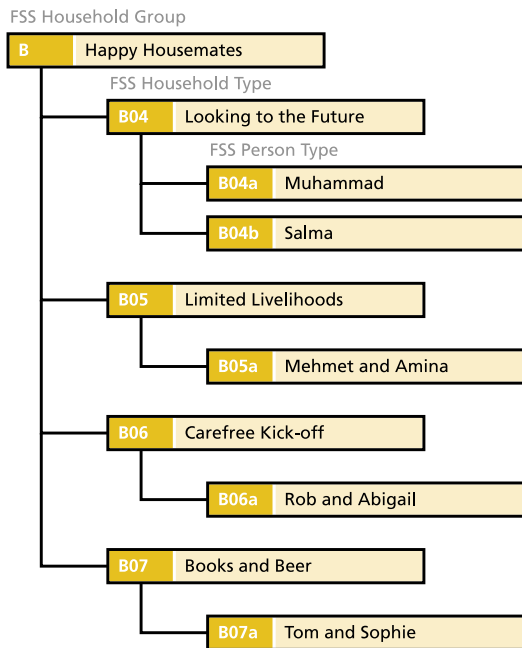 FSS Household Group
B Happy Housemates
FSS Household Type
B04 Looking to the Future
FSS Person Type
B04a Muhammad
B04b Salma
B05 Limited Livelihoods
B05a Mehmet and Amina
B06 Carefree Kick-off
B06a Rob and Abigail
B07 Books and Beer
B07a Tom and Sophie